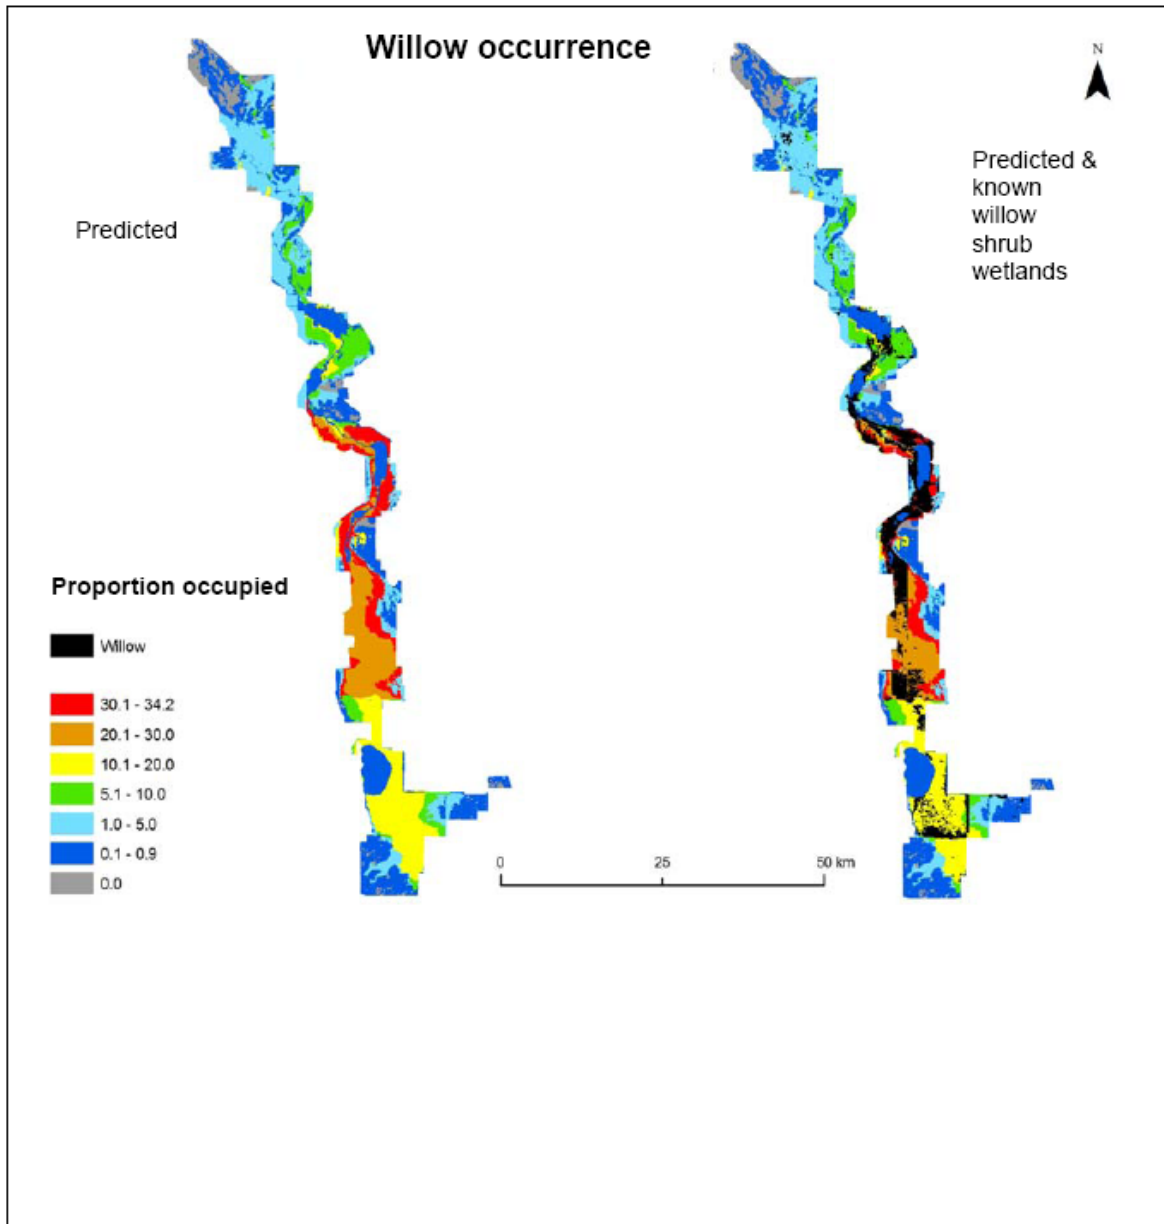 Willow occurrence
N
Predicted
Predicted &
known
willow
shrub
wetlands
Proportion occupied
Willow
30.1 - 34.2
20.1 - 30.0
10.1 - 20.0
5.1 - 10.0
1.0 - 5.0
0.1 - 0.9
0.0
0 25 50 km